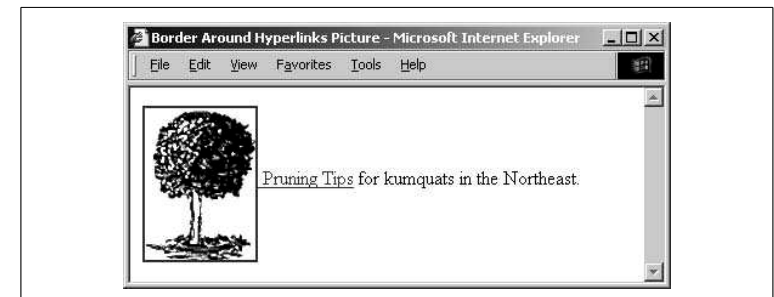 Border Around Hyperlinks Picture - Microsoft Internet Explorer
File Edit View Favorites Tools Help
Pruning Tips for kumquats in the Northeast.